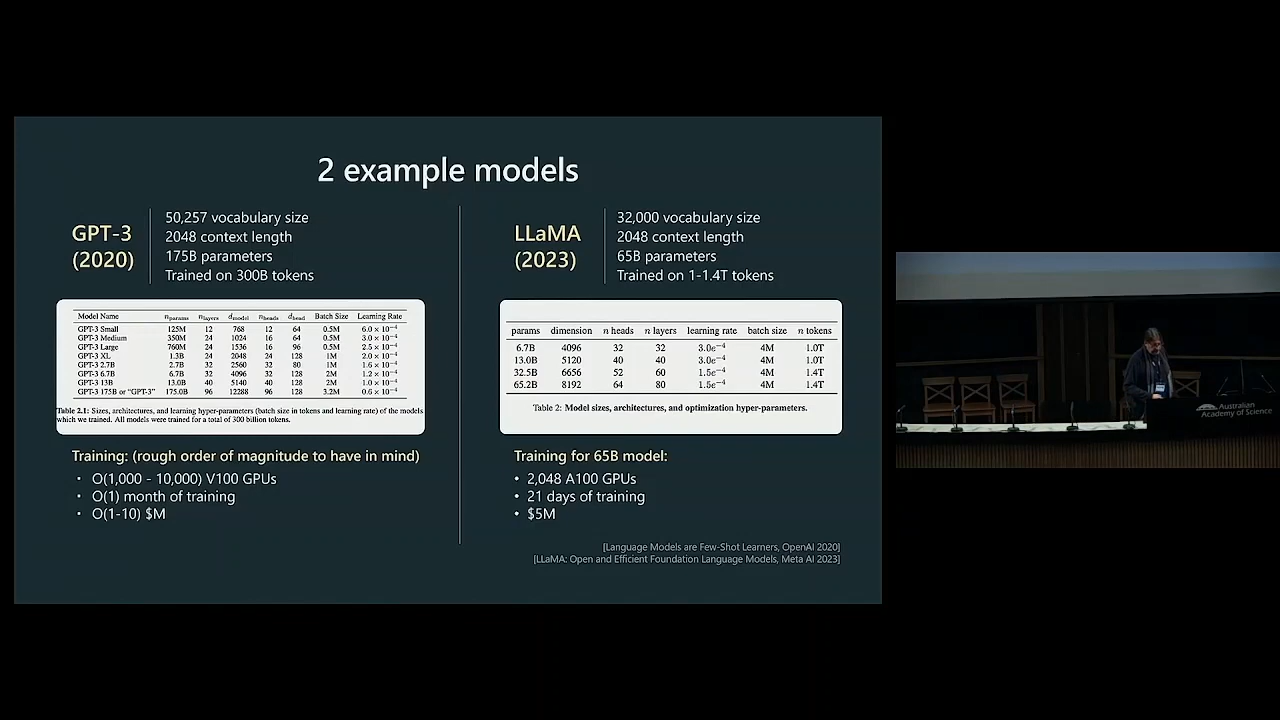 2 example models
GPT-3
(2020)
50,257 vocabulary size
2048 context length
175B parameters
Trained on 300B tokens
Model Name n_params n_layers d_model n_heads d_head Batch Size Learning Rate
GPT-3 Small 125M 12 768 12 64 0.5M 6.0 × 10⁻⁴
GPT-3 Medium 350M 24 1024 16 64 0.5M 3.0 × 10⁻⁴
GPT-3 Large 760M 24 1536 16 96 0.5M 2.5 × 10⁻⁴
GPT-3 XL 1.3B 24 2048 24 128 1M 2.0 × 10⁻⁴
GPT-3 2.7B 2.7B 32 2560 32 80 1M 1.6 × 10⁻⁴
GPT-3 6.7B 6.7B 32 4096 32 128 2M 1.2 × 10⁻⁴
GPT-3 13B 13.0B 40 5140 40 128 2M 1.0 × 10⁻⁴
GPT-3 175B or "GPT-3" 175.0B 96 12288 96 128 3.2M 0.6 × 10⁻⁴
Table 2.1: Sizes, architectures, and learning hyper-parameters (batch size in tokens and learning rate) of the models
which we trained. All models were trained for a total of 300 billion tokens.
Training: (rough order of magnitude to have in mind)
• O(1,000 - 10,000) V100 GPUs
• O(1) month of training
• O(1-10) $M
LLaMA
(2023)
32,000 vocabulary size
2048 context length
65B parameters
Trained on 1-1.4T tokens
params dimension n heads n layers learning rate batch size n tokens
6.7B 4096 32 32 3.0e⁻⁴ 4M 1.0T
13.0B 5120 40 40 3.0e⁻⁴ 4M 1.0T
32.5B 6656 52 60 1.5e⁻⁴ 4M 1.4T
65.2B 8192 64 80 1.5e⁻⁴ 4M 1.4T
Table 2: Model sizes, architectures, and optimization hyper-parameters.
Training for 65B model:
• 2,048 A100 GPUs
• 21 days of training
• $5M
[Language Models are Few-Shot Learners, OpenAI 2020]
[LLaMA: Open and Efficient Foundation Language Models, Meta AI 2023]
Australian
Academy of Science